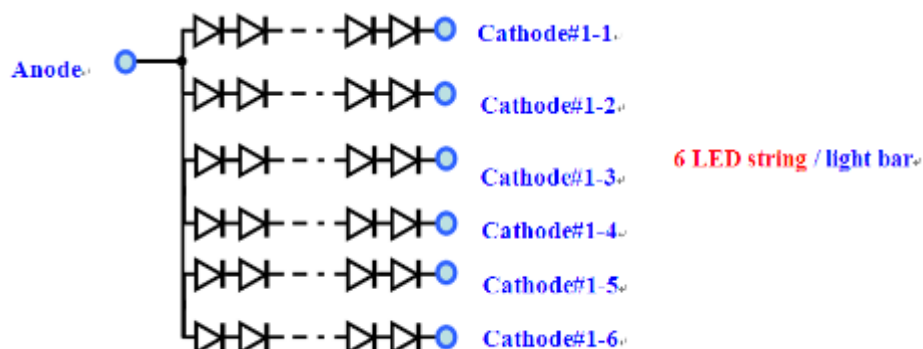 Cathode#1-1
Anode
Cathode#1-2
6 LED string / light bar
Cathode#1-3
Cathode#1-4
Cathode#1-5
Cathode#1-6